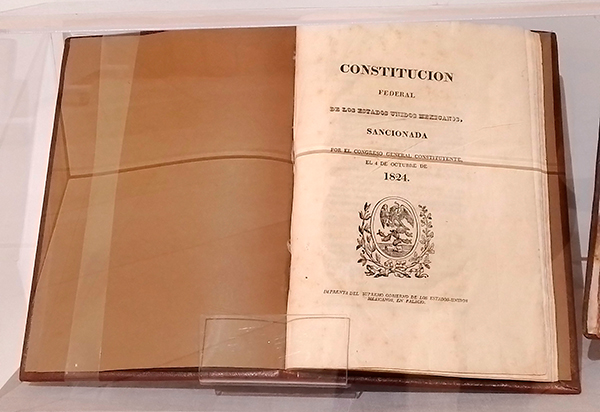 CONSTITUCION
FEDERAL
DE LOS ESTADOS UNIDOS MEXICANOS,
SANCIONADA
POR EL CONGRESO GENERAL CONSTITUYENTE,
EL 4 DE OCTUBRE DE
1824.
IMPRENTA DEL SUPREMO GOBIERNO DE LOS ESTADOS-UNIDOS
MEXICANOS, EN PALACIO.